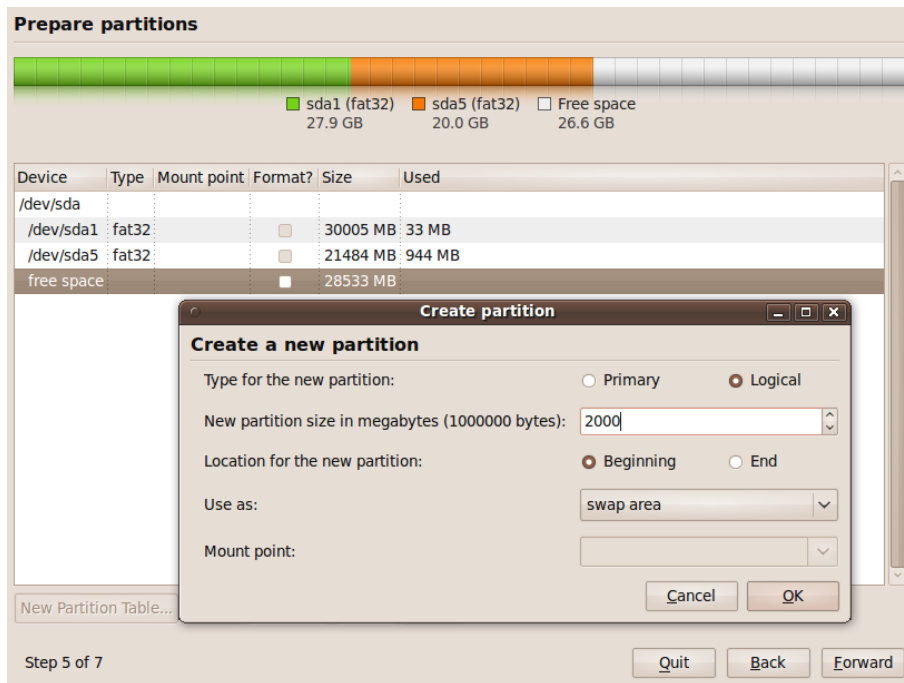 Prepare partitions
sda1 (fat32) sda5 (fat32) Free space
27.9 GB 20.0 GB 26.6 GB
Device Type Mount point Format? Size Used
/dev/sda
/dev/sda1 fat32 30005 MB 33 MB
/dev/sda5 fat32 21484 MB 944 MB
free space 28533 MB
Create partition
Create a new partition
Type for the new partition: Primary Logical
New partition size in megabytes (1000000 bytes): 2000
Location for the new partition: Beginning End
Use as: swap area
Mount point:
Cancel OK
New Partition Table...
Step 5 of 7 Quit Back Forward